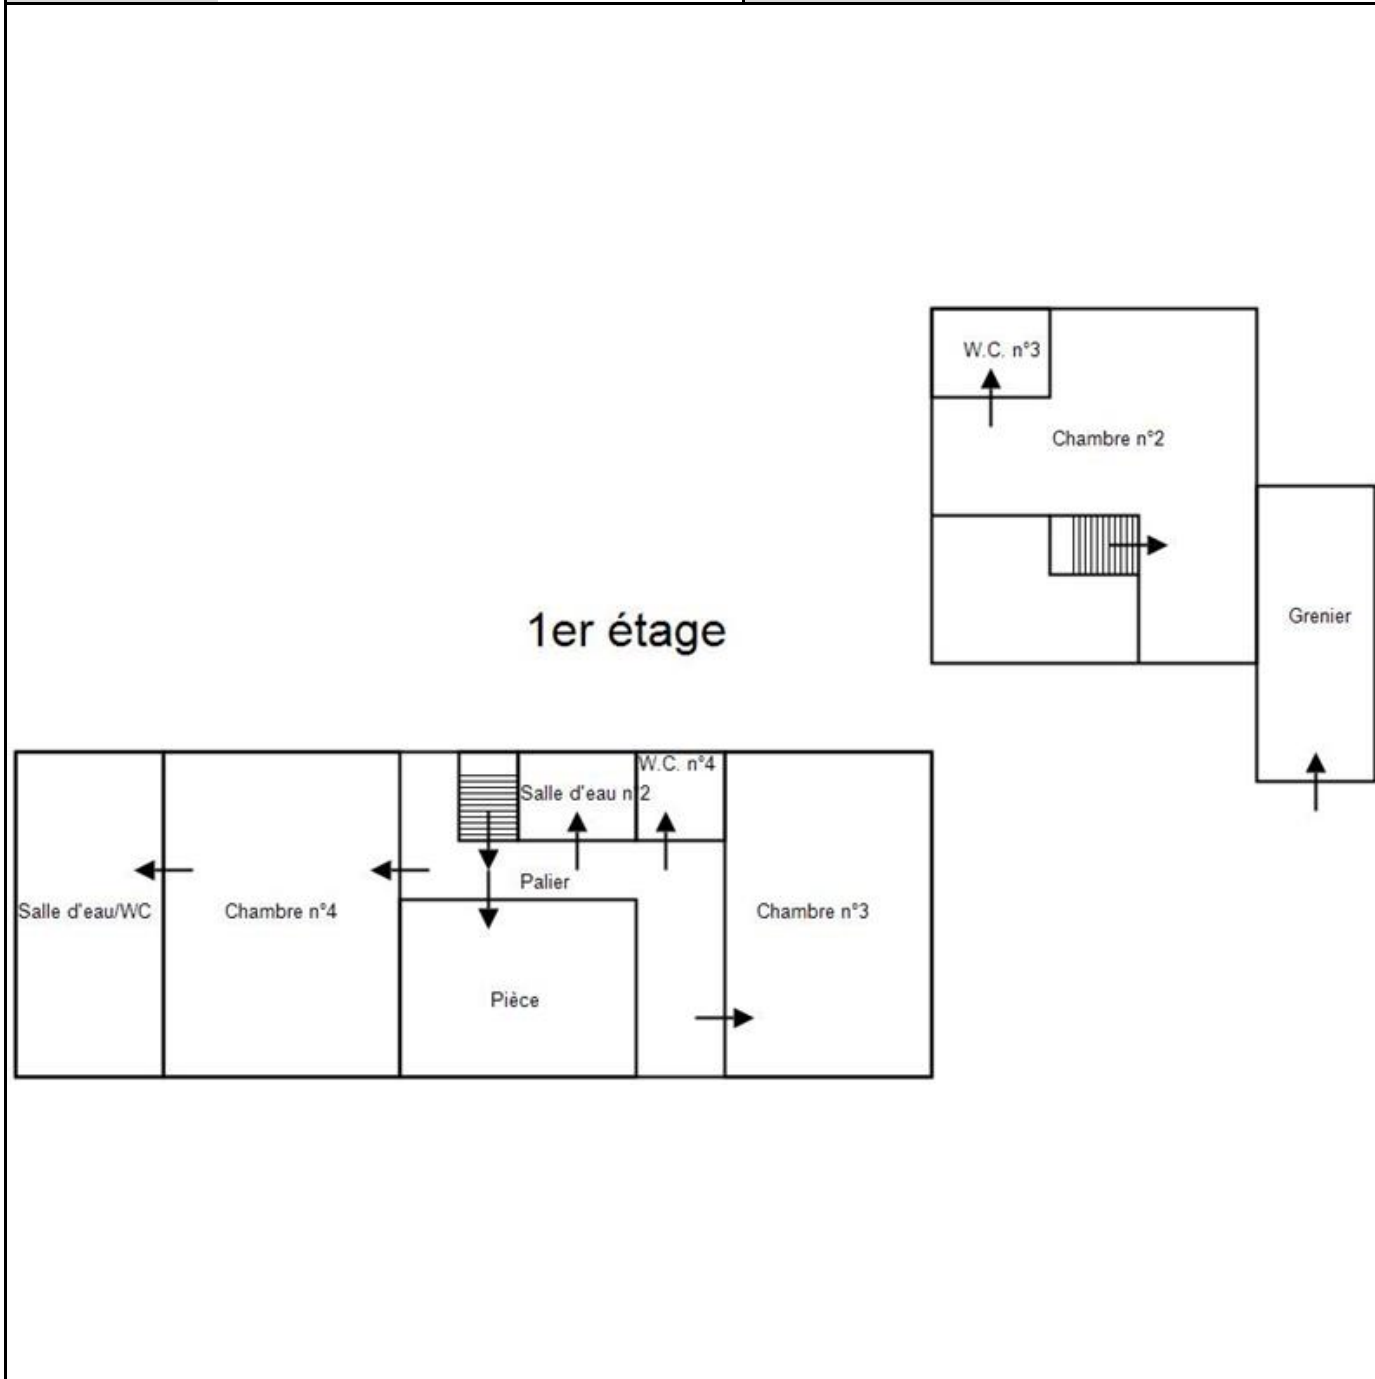 W.C. n°3
Chambre n°2
Grenier
1er étage
W.C. n°4
Salle d'eau n°2
Palier
Salle d'eau/WC
Chambre n°4
Chambre n°3
Pièce